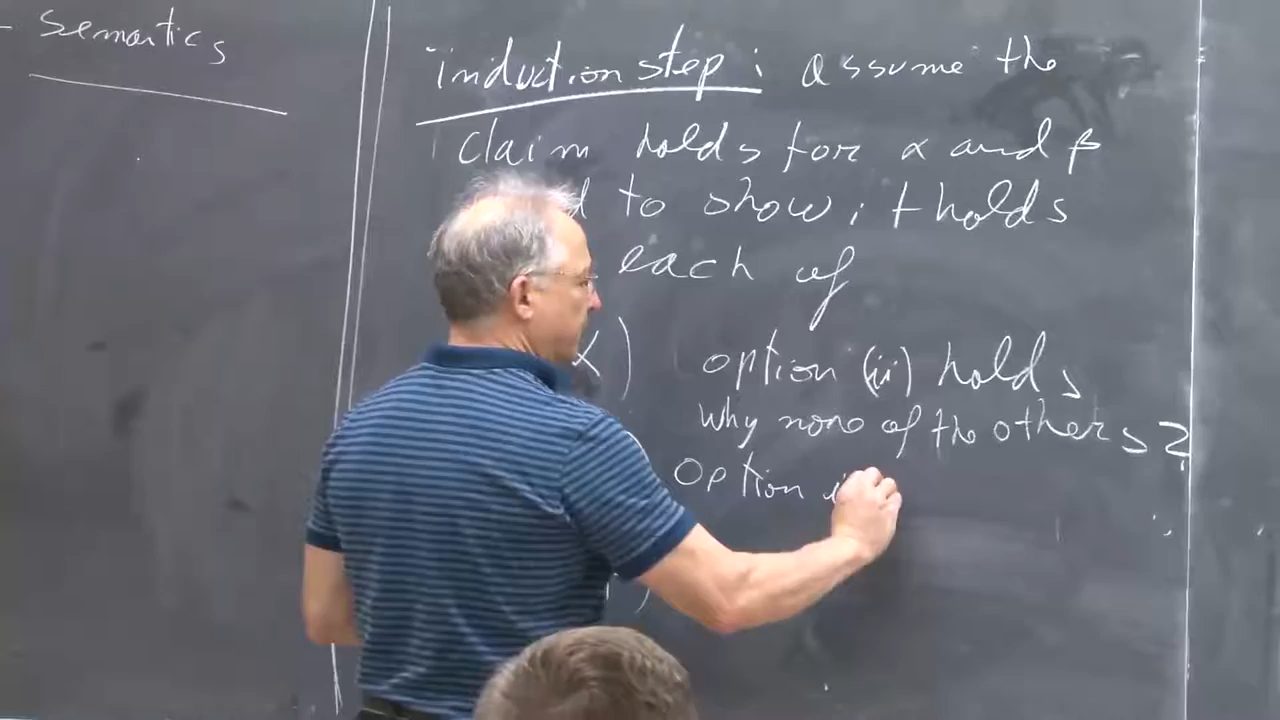 - Semantics
induction step : assume the
claim holds for α and β
d to show it holds
each of
α )
option (iii) holds
why none of the others ?
option i
)